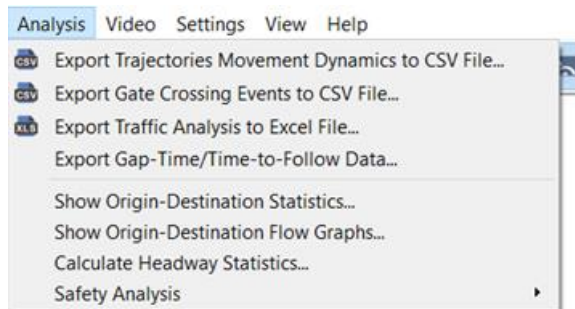 Analysis Video Settings View Help
CSV Export Trajectories Movement Dynamics to CSV File...
CSV Export Gate Crossing Events to CSV File...
XLS Export Traffic Analysis to Excel File...
Export Gap-Time/Time-to-Follow Data...
Show Origin-Destination Statistics...
Show Origin-Destination Flow Graphs...
Calculate Headway Statistics...
Safety Analysis